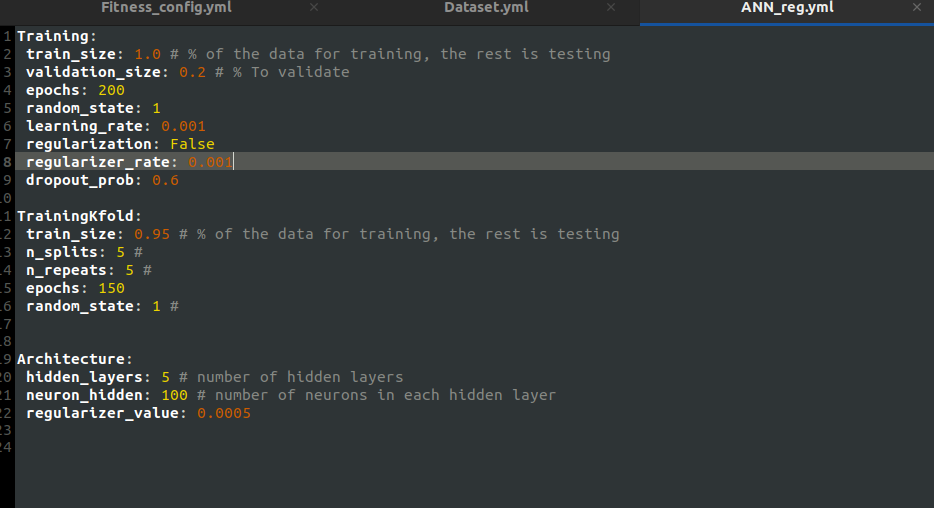 Fitness_config.yml × Dataset.yml × ANN_reg.yml ×
1 Training:
2 train_size: 1.0 # % of the data for training, the rest is testing
3 validation_size: 0.2 # % To validate
4 epochs: 200
5 random_state: 1
6 learning_rate: 0.001
7 regularization: False
8 regularizer_rate: 0.001
9 dropout_prob: 0.6
10
11 TrainingKfold:
12 train_size: 0.95 # % of the data for training, the rest is testing
13 n_splits: 5 #
14 n_repeats: 5 #
15 epochs: 150
16 random_state: 1 #
17
18
19 Architecture:
20 hidden_layers: 5 # number of hidden layers
21 neuron_hidden: 100 # number of neurons in each hidden layer
22 regularizer_value: 0.0005
23
24